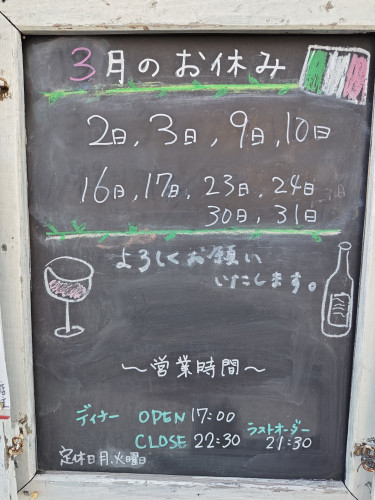 3月のお休み
2日, 3日, 9日, 10日
16日, 17日, 23日, 24日
30日, 31日
よろしくお願い
いたします。
～営業時間～
ディナー OPEN 17:00
CLOSE 22:30 ラストオーダー 21:30
定休日月,火曜日